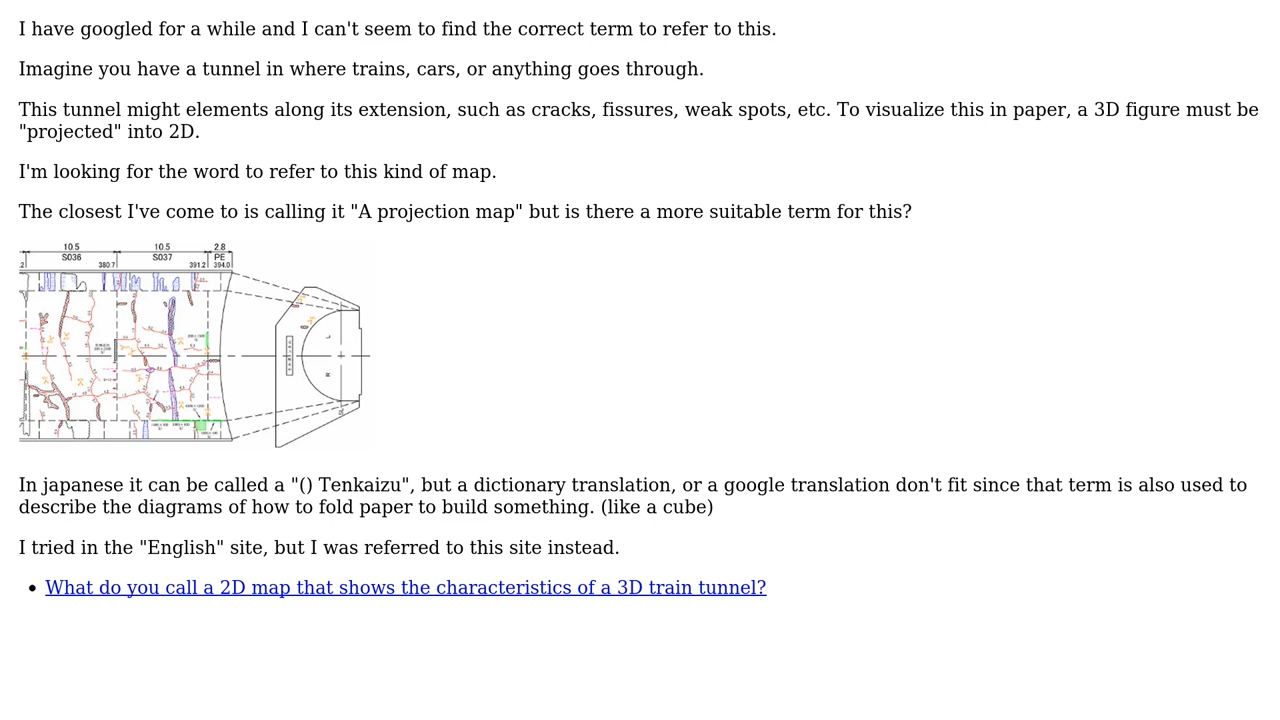 I have googled for a while and I can't seem to find the correct term to refer to this.
Imagine you have a tunnel in where trains, cars, or anything goes through.
This tunnel might elements along its extension, such as cracks, fissures, weak spots, etc. To visualize this in paper, a 3D figure must be
"projected" into 2D.
I'm looking for the word to refer to this kind of map.
The closest I've come to is calling it "A projection map" but is there a more suitable term for this?
10.5 10.5 2.8
S036 S037 PE
.2 380.7 391.2 394.0
L
R
In japanese it can be called a "() Tenkaizu", but a dictionary translation, or a google translation don't fit since that term is also used to
describe the diagrams of how to fold paper to build something. (like a cube)
I tried in the "English" site, but I was referred to this site instead.
• What do you call a 2D map that shows the characteristics of a 3D train tunnel?